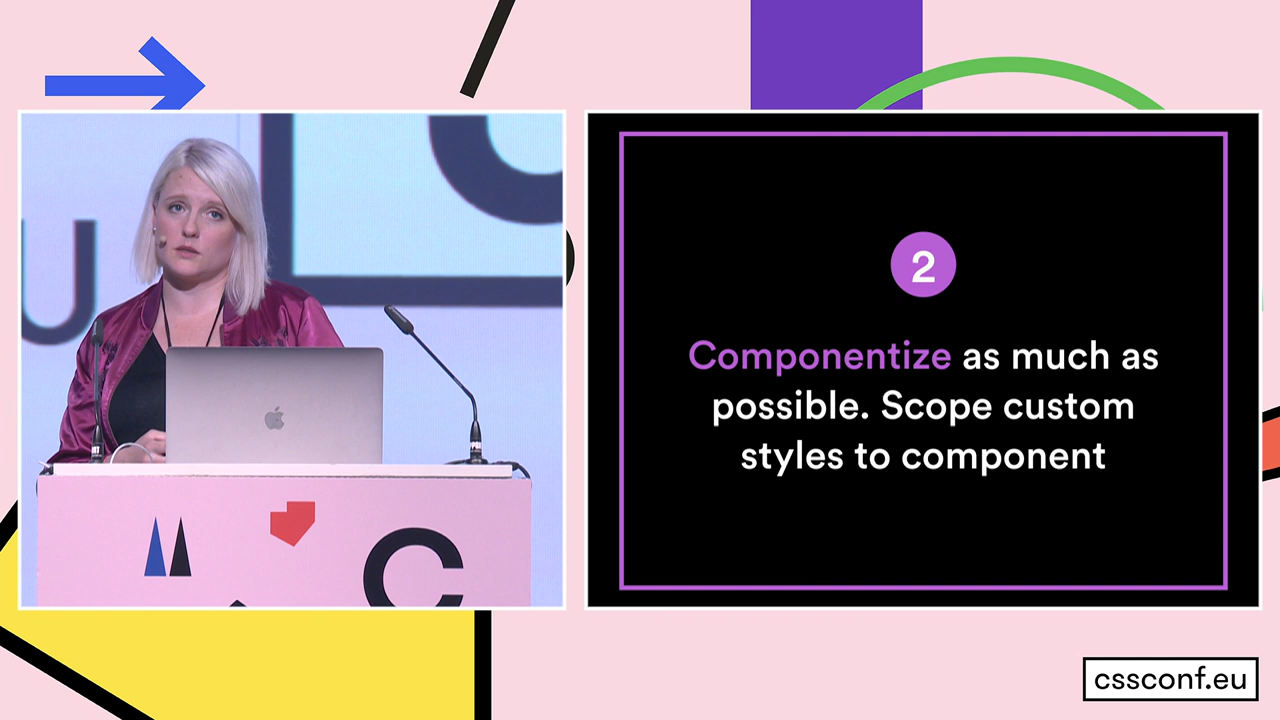 U
C
2
Componentize as much as
possible. Scope custom
styles to component
cssconf.eu